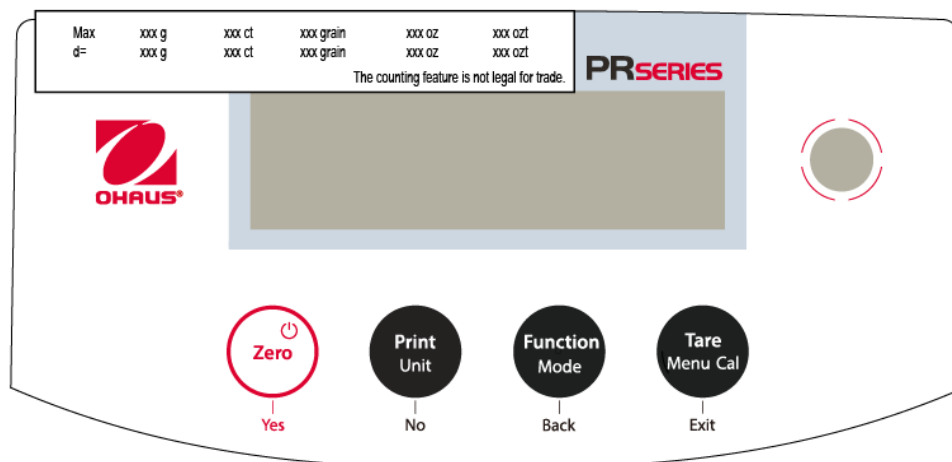 Max xxx g xxx ct xxx grain xxx oz xxx ozt
d= xxx g xxx ct xxx grain xxx oz xxx ozt
The counting feature is not legal for trade.
PRSERIES
OHAUS®
Zero
Print
Unit
Function
Mode
Tare
Menu Cal
Yes
No
Back
Exit